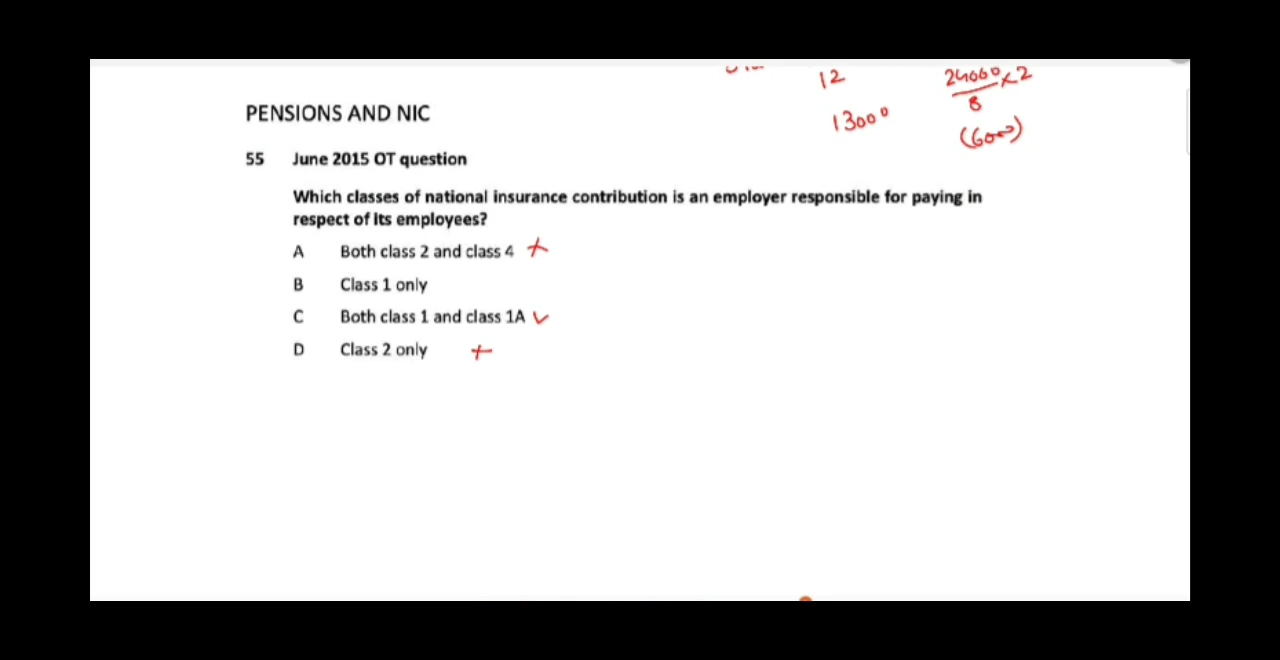 12
24000 x 2
8
13000
(6000)
PENSIONS AND NIC
55 June 2015 OT question
Which classes of national insurance contribution is an employer responsible for paying in
respect of its employees?
A Both class 2 and class 4
B Class 1 only
C Both class 1 and class 1A
D Class 2 only